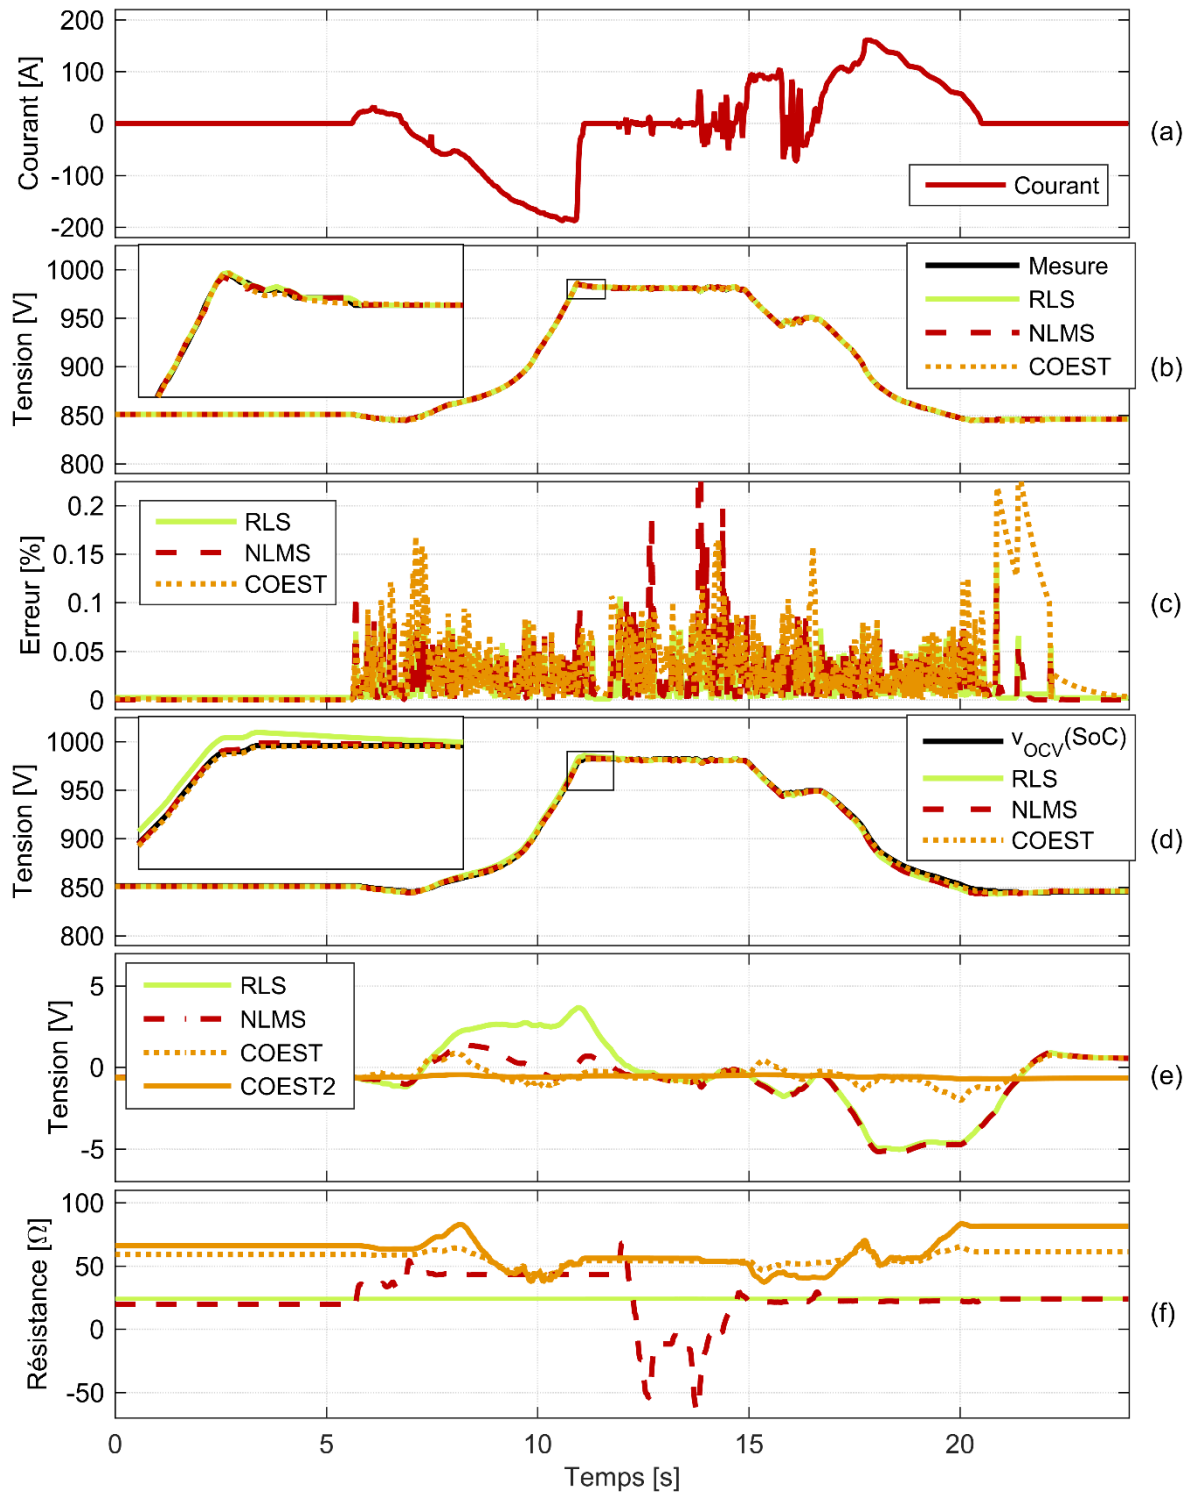 200
100
0
-100
-200
Courant [A]
Courant
(a)
1000
950
900
850
800
Tension [V]
Mesure
RLS
NLMS
COEST
(b)
0.2
0.15
0.1
0.05
0
Erreur [%]
RLS
NLMS
COEST
(c)
1000
950
900
850
800
Tension [V]
vOCV(SoC)
RLS
NLMS
COEST
(d)
5
0
-5
Tension [V]
RLS
NLMS
COEST
COEST2
(e)
100
50
0
-50
Résistance [Ω]
(f)
0 5 10 15 20
Temps [s]